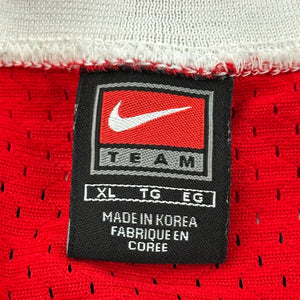 TEAM
XL TG EG
MADE IN KOREA
FABRIQUE EN
COREE